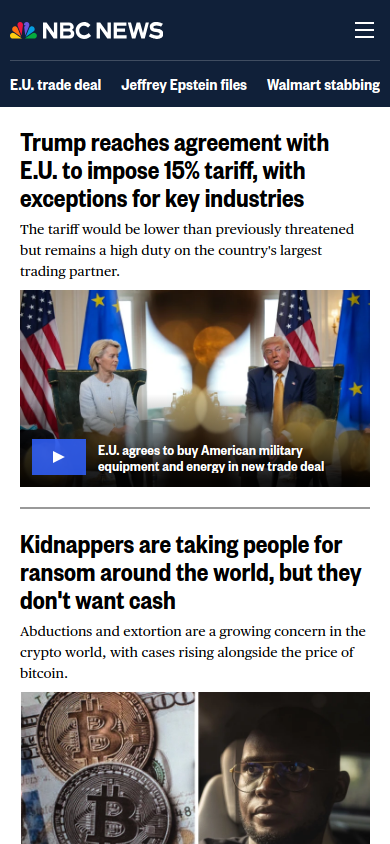 NBC NEWS
E.U. trade deal Jeffrey Epstein files Walmart stabbing
Trump reaches agreement with
E.U. to impose 15% tariff, with
exceptions for key industries
The tariff would be lower than previously threatened
but remains a high duty on the country's largest
trading partner.
E.U. agrees to buy American military
equipment and energy in new trade deal
Kidnappers are taking people for
ransom around the world, but they
don't want cash
Abductions and extortion are a growing concern in the
crypto world, with cases rising alongside the price of
bitcoin.